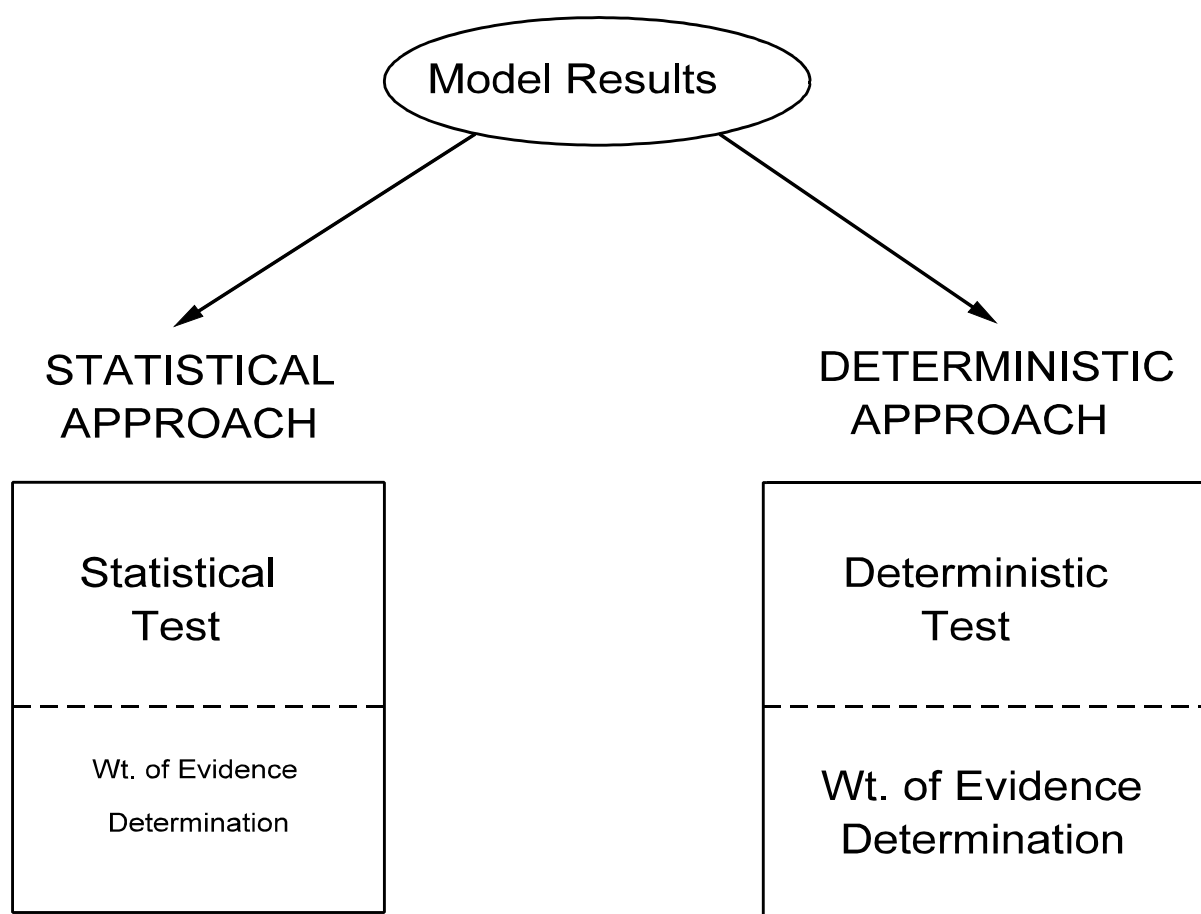 Model Results
STATISTICAL
APPROACH
Statistical
Test
Wt. of Evidence
Determination
DETERMINISTIC
APPROACH
Deterministic
Test
Wt. of Evidence
Determination